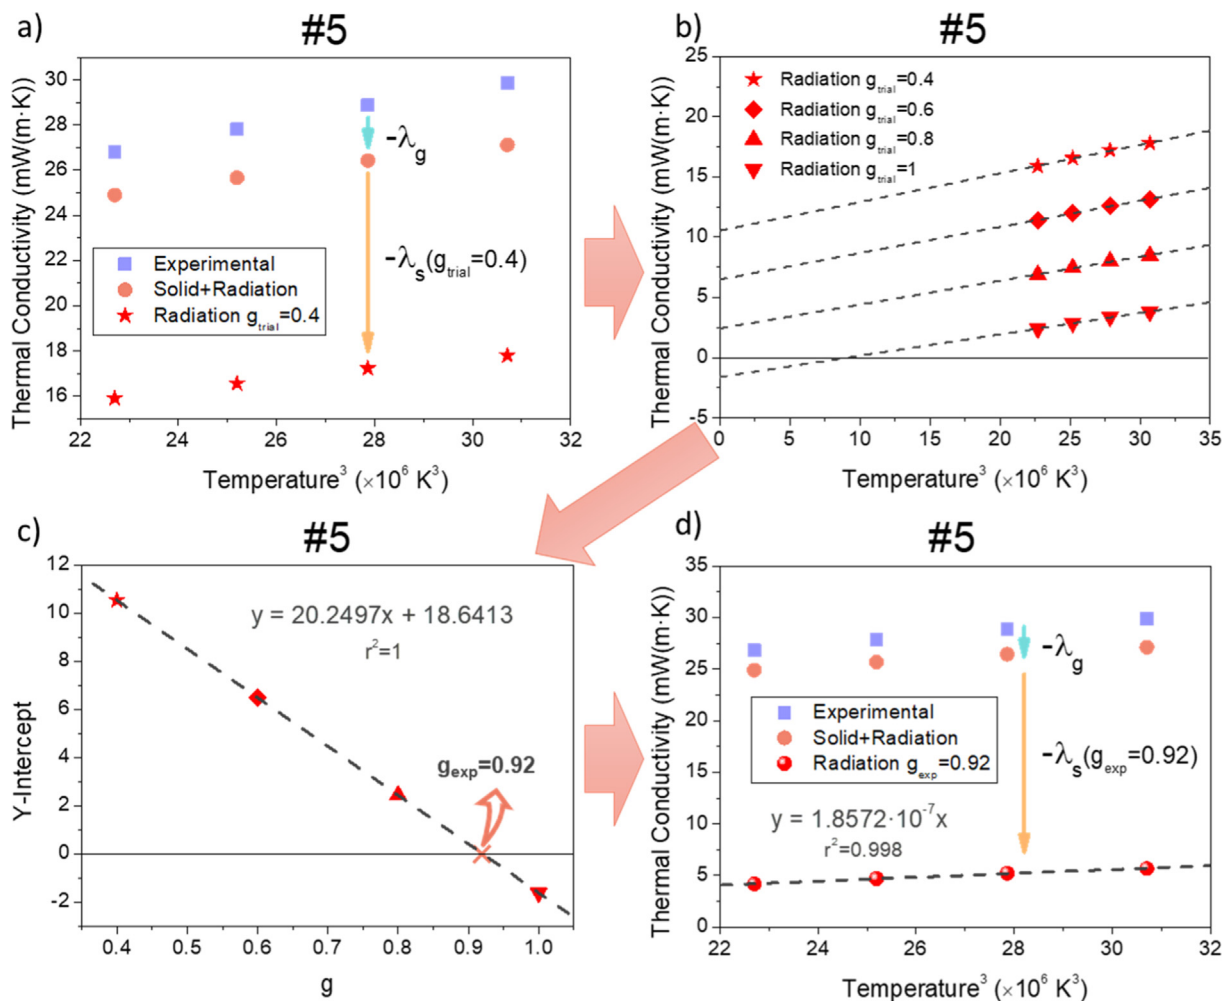 a)
#5
Thermal Conductivity (mW(m·K))
30
28
26
24
22
20
18
16
-λg
-λs(gtrial=0.4)
Experimental
Solid+Radiation
Radiation gtrial=0.4
22 24 26 28 30 32
Temperature³ (×10⁶ K³)
b)
#5
Thermal Conductivity (mW(m·K))
25
20
15
10
5
0
-5
Radiation gtrial=0.4
Radiation gtrial=0.6
Radiation gtrial=0.8
Radiation gtrial=1
0 5 10 15 20 25 30 35
Temperature³ (×10⁶ K³)
c)
#5
Y-Intercept
12
10
8
6
4
2
0
-2
y = 20.2497x + 18.6413
r²=1
gexp=0.92
0.4 0.5 0.6 0.7 0.8 0.9 1.0
g
d)
#5
Thermal Conductivity (mW(m·K))
35
30
25
20
15
10
5
0
-λg
Experimental
Solid+Radiation
Radiation gexp=0.92
-λs(gexp=0.92)
y = 1.8572·10⁻⁷x
r²=0.998
22 24 26 28 30 32
Temperature³ (×10⁶ K³)